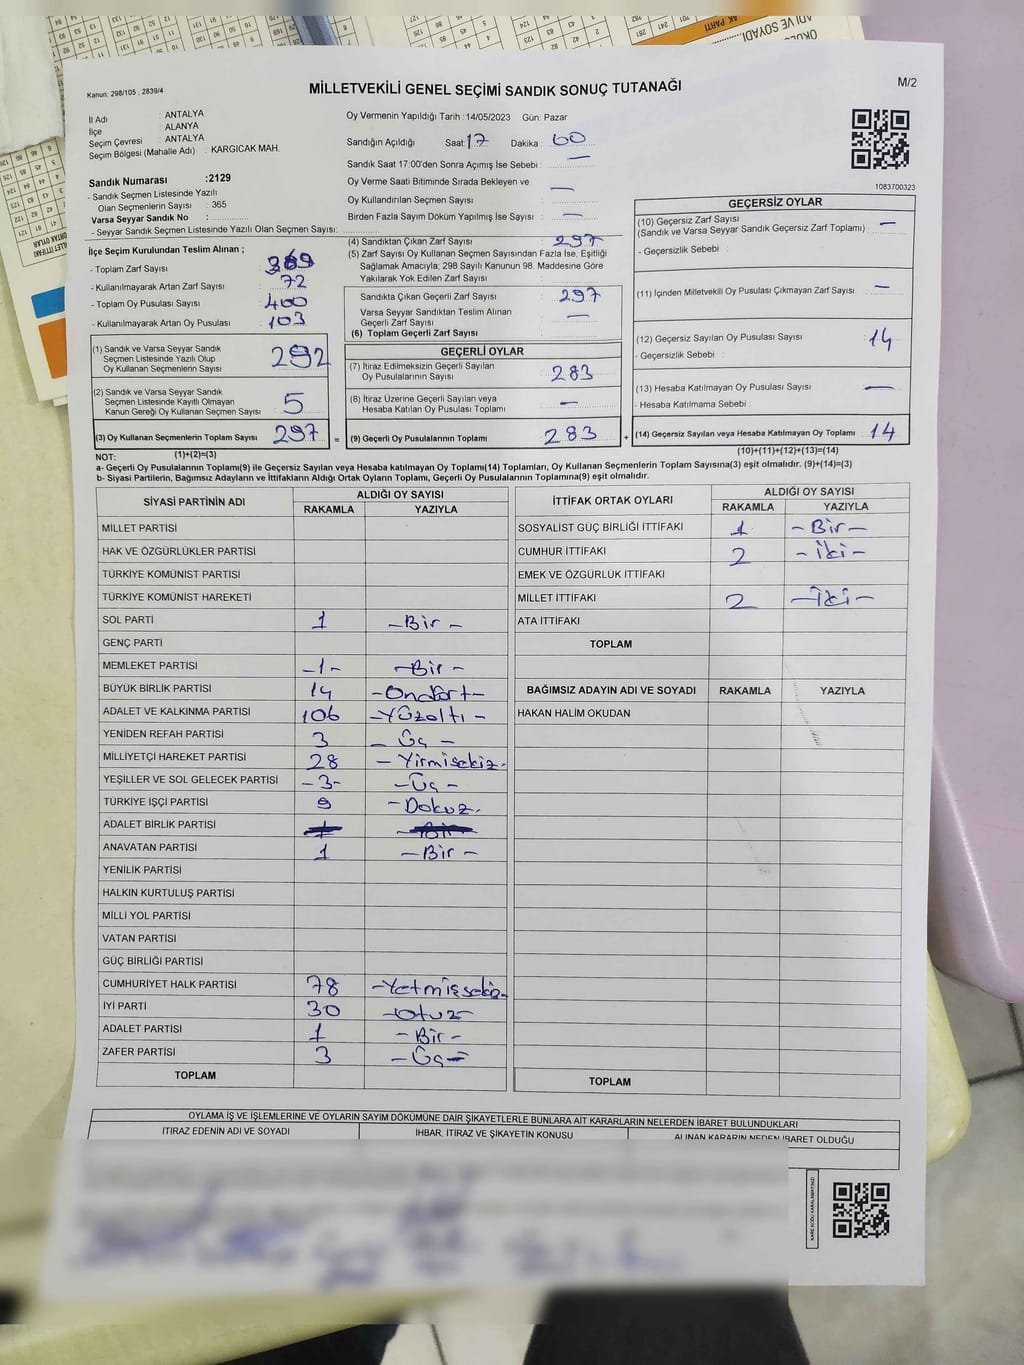 Kanun. 298/105 , 2839/4
MİLLETVEKİLİ GENEL SEÇİMİ SANDIK SONUÇ TUTANAĞI
M/2
İl Adı : ANTALYA
İlçe : ALANYA
Seçim Çevresi : ANTALYA
Seçim Bölgesi (Mahalle Adı) : KARGICAK MAH.
Sandık Numarası :2129
- Sandık Seçmen Listesinde Yazılı
Olan Seçmenlerin Sayısı : 365
Varsa Seyyar Sandık No :
- Seyyar Sandık Seçmen Listesinde Yazılı Olan Seçmen Sayısı:
Oy Vermenin Yapıldığı Tarih :14/05/2023 Gün: Pazar
Sandığın Açıldığı Saat: 17 Dakika: 00
Sandık Saat 17:00'den Sonra Açımış İse Sebebi : —
Oy Verme Saati Bitiminde Sırada Bekleyen ve
Oy Kullandırılan Seçmen Sayısı : —
Birden Fazla Sayım Döküm Yapılmış İse Sayısı : —
1083700323
İlçe Seçim Kurulundan Teslim Alınan ;
- Toplam Zarf Sayısı : 369
- Kullanılmayarak Artan Zarf Sayısı : 72
- Toplam Oy Pusulası Sayısı : 400
- Kullanılmayarak Artan Oy Pusulası : 103
(1) Sandık ve Varsa Seyyar Sandık
Seçmen Listesinde Yazılı Olup
Oy Kullanan Seçmenlerin Sayısı : 292
(2) Sandık ve Varsa Seyyar Sandık
Seçmen Listesinde Kayıtlı Olmayan
Kanun Gereği Oy Kullanan Seçmen Sayısı : 5
(3) Oy Kullanan Seçmenlerin Toplam Sayısı : 297 =
(4) Sandıktan Çıkan Zarf Sayısı : 297
(5) Zarf Sayısı Oy Kullanan Seçmen Sayısından Fazla İse, Eşitliği
Sağlamak Amacıyla, 298 Sayılı Kanunun 98. Maddesine Göre
Yakılarak Yok Edilen Zarf Sayısı :
Sandıkta Çıkan Geçerli Zarf Sayısı : 297
Varsa Seyyar Sandıktan Teslim Alınan
Geçerli Zarf Sayısı : —
(6) Toplam Geçerli Zarf Sayısı :
GEÇERLİ OYLAR
(7) İtiraz Edilmeksizin Geçerli Sayılan
Oy Pusulalarının Sayısı : 283
(8) İtiraz Üzerine Geçerli Sayılan veya
Hesaba Katılan Oy Pusulası Toplamı : —
(9) Geçerli Oy Pusulalarının Toplamı : 283 +
GEÇERSİZ OYLAR
(10) Geçersiz Zarf Sayısı : —
(Sandık ve Varsa Seyyar Sandık Geçersiz Zarf Toplamı) :
- Geçersizlik Sebebi :
(11) İçinden Milletvekili Oy Pusulası Çıkmayan Zarf Sayısı : —
(12) Geçersiz Sayılan Oy Pusulası Sayısı : 14
- Geçersizlik Sebebi :
(13) Hesaba Katılmayan Oy Pusulası Sayısı : —
- Hesaba Katılmama Sebebi :
(14) Geçersiz Sayılan veya Hesaba Katılmayan Oy Toplamı : 14
NOT: (1)+(2)=(3)
(10)+(11)+(12)+(13)=(14)
a- Geçerli Oy Pusulalarının Toplamı(9) ile Geçersiz Sayılan veya Hesaba katılmayan Oy Toplamı(14) Toplamları, Oy Kullanan Seçmenlerin Toplam Sayısına(3) eşit olmalıdır. (9)+(14)=(3)
b- Siyasi Partilerin, Bağımsız Adayların ve İttifakların Aldığı Ortak Oyların Toplamı, Geçerli Oy Pusulalarının Toplamına(9) eşit olmalıdır.
SİYASİ PARTİNİN ADI ALDIĞI OY SAYISI
RAKAMLA YAZIYLA
MİLLET PARTİSİ
HAK VE ÖZGÜRLÜKLER PARTİSİ
TÜRKİYE KOMÜNİST PARTİSİ
TÜRKİYE KOMÜNİST HAREKETİ
SOL PARTİ 1 -Bir-
GENÇ PARTİ
MEMLEKET PARTİSİ -1- -Bir-
BÜYÜK BİRLİK PARTİSİ 14 -Ondört-
ADALET VE KALKINMA PARTİSİ 106 -Yüzaltı-
YENİDEN REFAH PARTİSİ 3 - Üç -
MİLLİYETÇİ HAREKET PARTİSİ 28 - Yirmisekiz-
YEŞİLLER VE SOL GELECEK PARTİSİ -3- -Üç-
TÜRKİYE İŞÇİ PARTİSİ 9 -Dokuz.
ADALET BİRLİK PARTİSİ
ANAVATAN PARTİSİ 1 -Bir-
YENİLİK PARTİSİ
HALKIN KURTULUŞ PARTİSİ
MİLLİ YOL PARTİSİ
VATAN PARTİSİ
GÜÇ BİRLİĞİ PARTİSİ
CUMHURİYET HALK PARTİSİ 78 -Yetmişsekiz-
İYİ PARTİ 30 -Otuz-
ADALET PARTİSİ 1 -Bir-
ZAFER PARTİSİ 3 -Üç-
TOPLAM
İTTİFAK ORTAK OYLARI ALDIĞI OY SAYISI
RAKAMLA YAZIYLA
SOSYALİST GÜÇ BİRLİĞİ İTTİFAKI 1 -Bir-
CUMHUR İTTİFAKI 2 -İki-
EMEK VE ÖZGÜRLÜK İTTİFAKI
MİLLET İTTİFAKI 2 -İki-
ATA İTTİFAKI
TOPLAM
BAĞIMSIZ ADAYIN ADI VE SOYADI RAKAMLA YAZIYLA
HAKAN HALİM OKUDAN
TOPLAM
OYLAMA İŞ VE İŞLEMLERİNE VE OYLARIN SAYIM DÖKÜMÜNE DAİR ŞİKAYETLERLE BUNLARA AİT KARARLARIN NELERDEN İBARET BULUNDUKLARI
İTİRAZ EDENİN ADI VE SOYADI IHBAR, İTİRAZ VE ŞİKAYETİN KONUSU ALINAN KARARIN NEDEN İBARET OLDUĞU